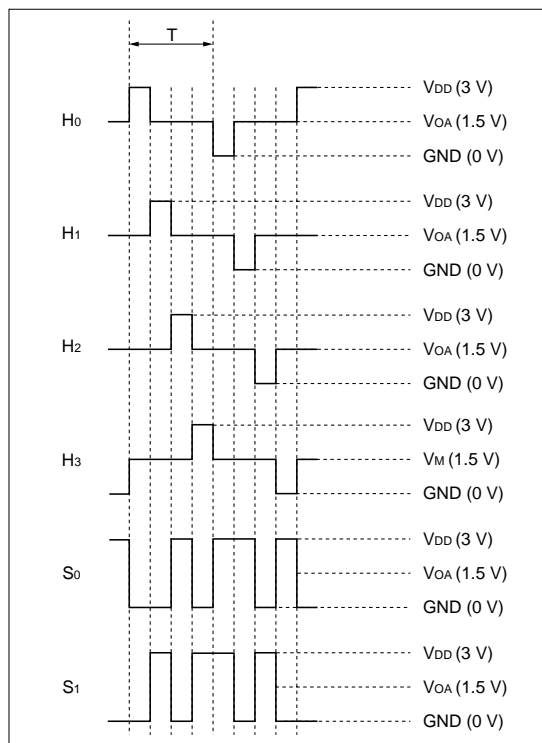 T
H0
VDD (3 V)
VOA (1.5 V)
GND (0 V)
H1
VDD (3 V)
VOA (1.5 V)
GND (0 V)
H2
VDD (3 V)
VOA (1.5 V)
GND (0 V)
H3
VDD (3 V)
VM (1.5 V)
GND (0 V)
S0
VDD (3 V)
VOA (1.5 V)
GND (0 V)
S1
VDD (3 V)
VOA (1.5 V)
GND (0 V)